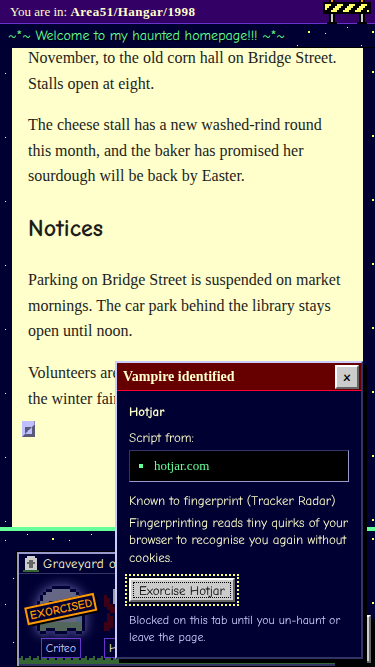 You are in: Area51/Hangar/1998
~*~ Welcome to my haunted homepage!!! ~*~
November, to the old corn hall on Bridge Street.
Stalls open at eight.
The cheese stall has a new washed-rind round
this month, and the baker has promised her
sourdough will be back by Easter.
Notices
Parking on Bridge Street is suspended on market
mornings. The car park behind the library stays
open until noon.
Volunteers
the winter
Vampire identified
×
Hotjar
Script from:
hotjar.com
Known to fingerprint (Tracker Radar)
Fingerprinting reads tiny quirks of your
browser to recognise you again without
cookies.
Exorcise Hotjar
Blocked on this tab until you un-haunt or
leave the page.
Graveyard
EXORCISED
Criteo